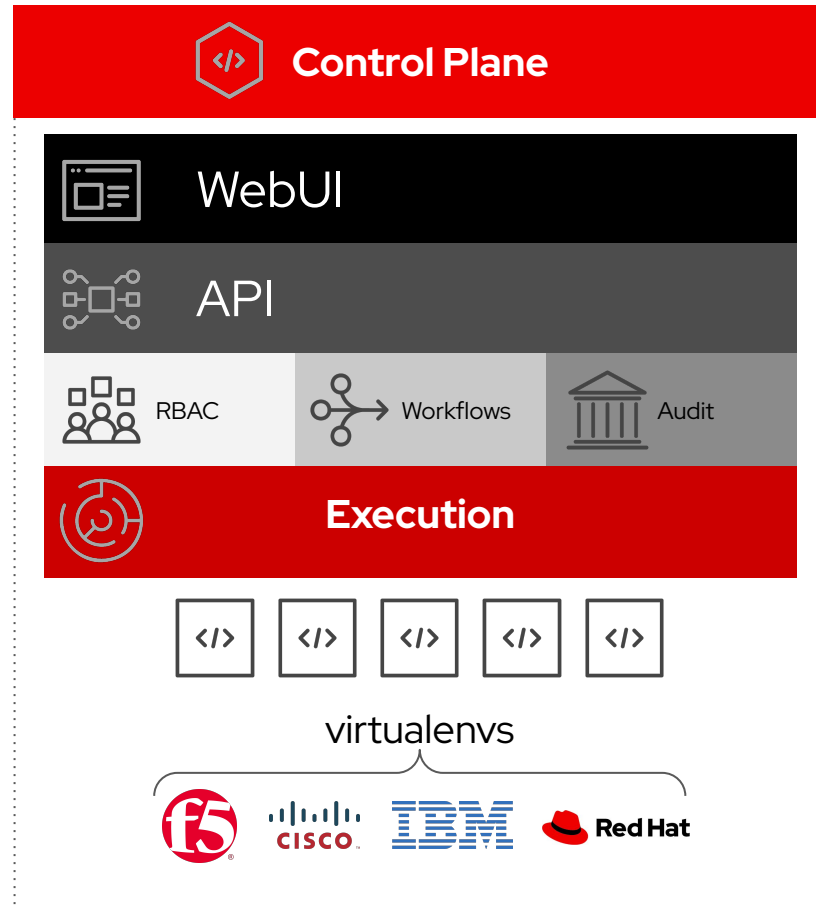 </> Control Plane
WebUI
API
RBAC Workflows Audit
Execution
</> </> </> </> </>
virtualenvs
f5 ® CISCO IBM Red Hat